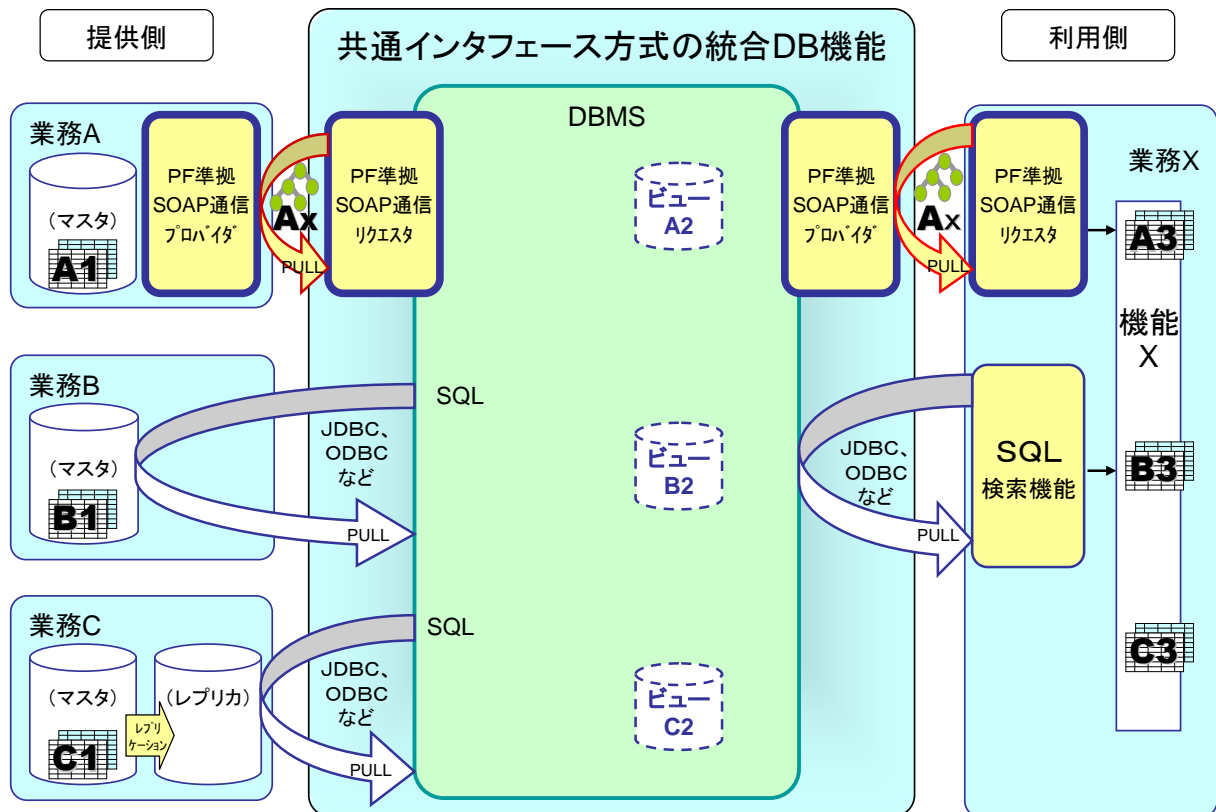 提供側
共通インタフェース方式の統合DB機能
利用側
業務A
(マスタ)
A1
PF準拠
SOAP通信
プロバイダ
Ax
PULL
PF準拠
SOAP通信
リクエスタ
DBMS
ビュー
A2
PF準拠
SOAP通信
プロバイダ
Ax
PULL
PF準拠
SOAP通信
リクエスタ
業務X
A3
機能
X
業務B
(マスタ)
B1
SQL
JDBC、
ODBC
など
PULL
ビュー
B2
JDBC、
ODBC
など
PULL
SQL
検索機能
B3
業務C
(マスタ)
C1
レプリ
ケーション
(レプリカ)
SQL
JDBC、
ODBC
など
PULL
ビュー
C2
C3